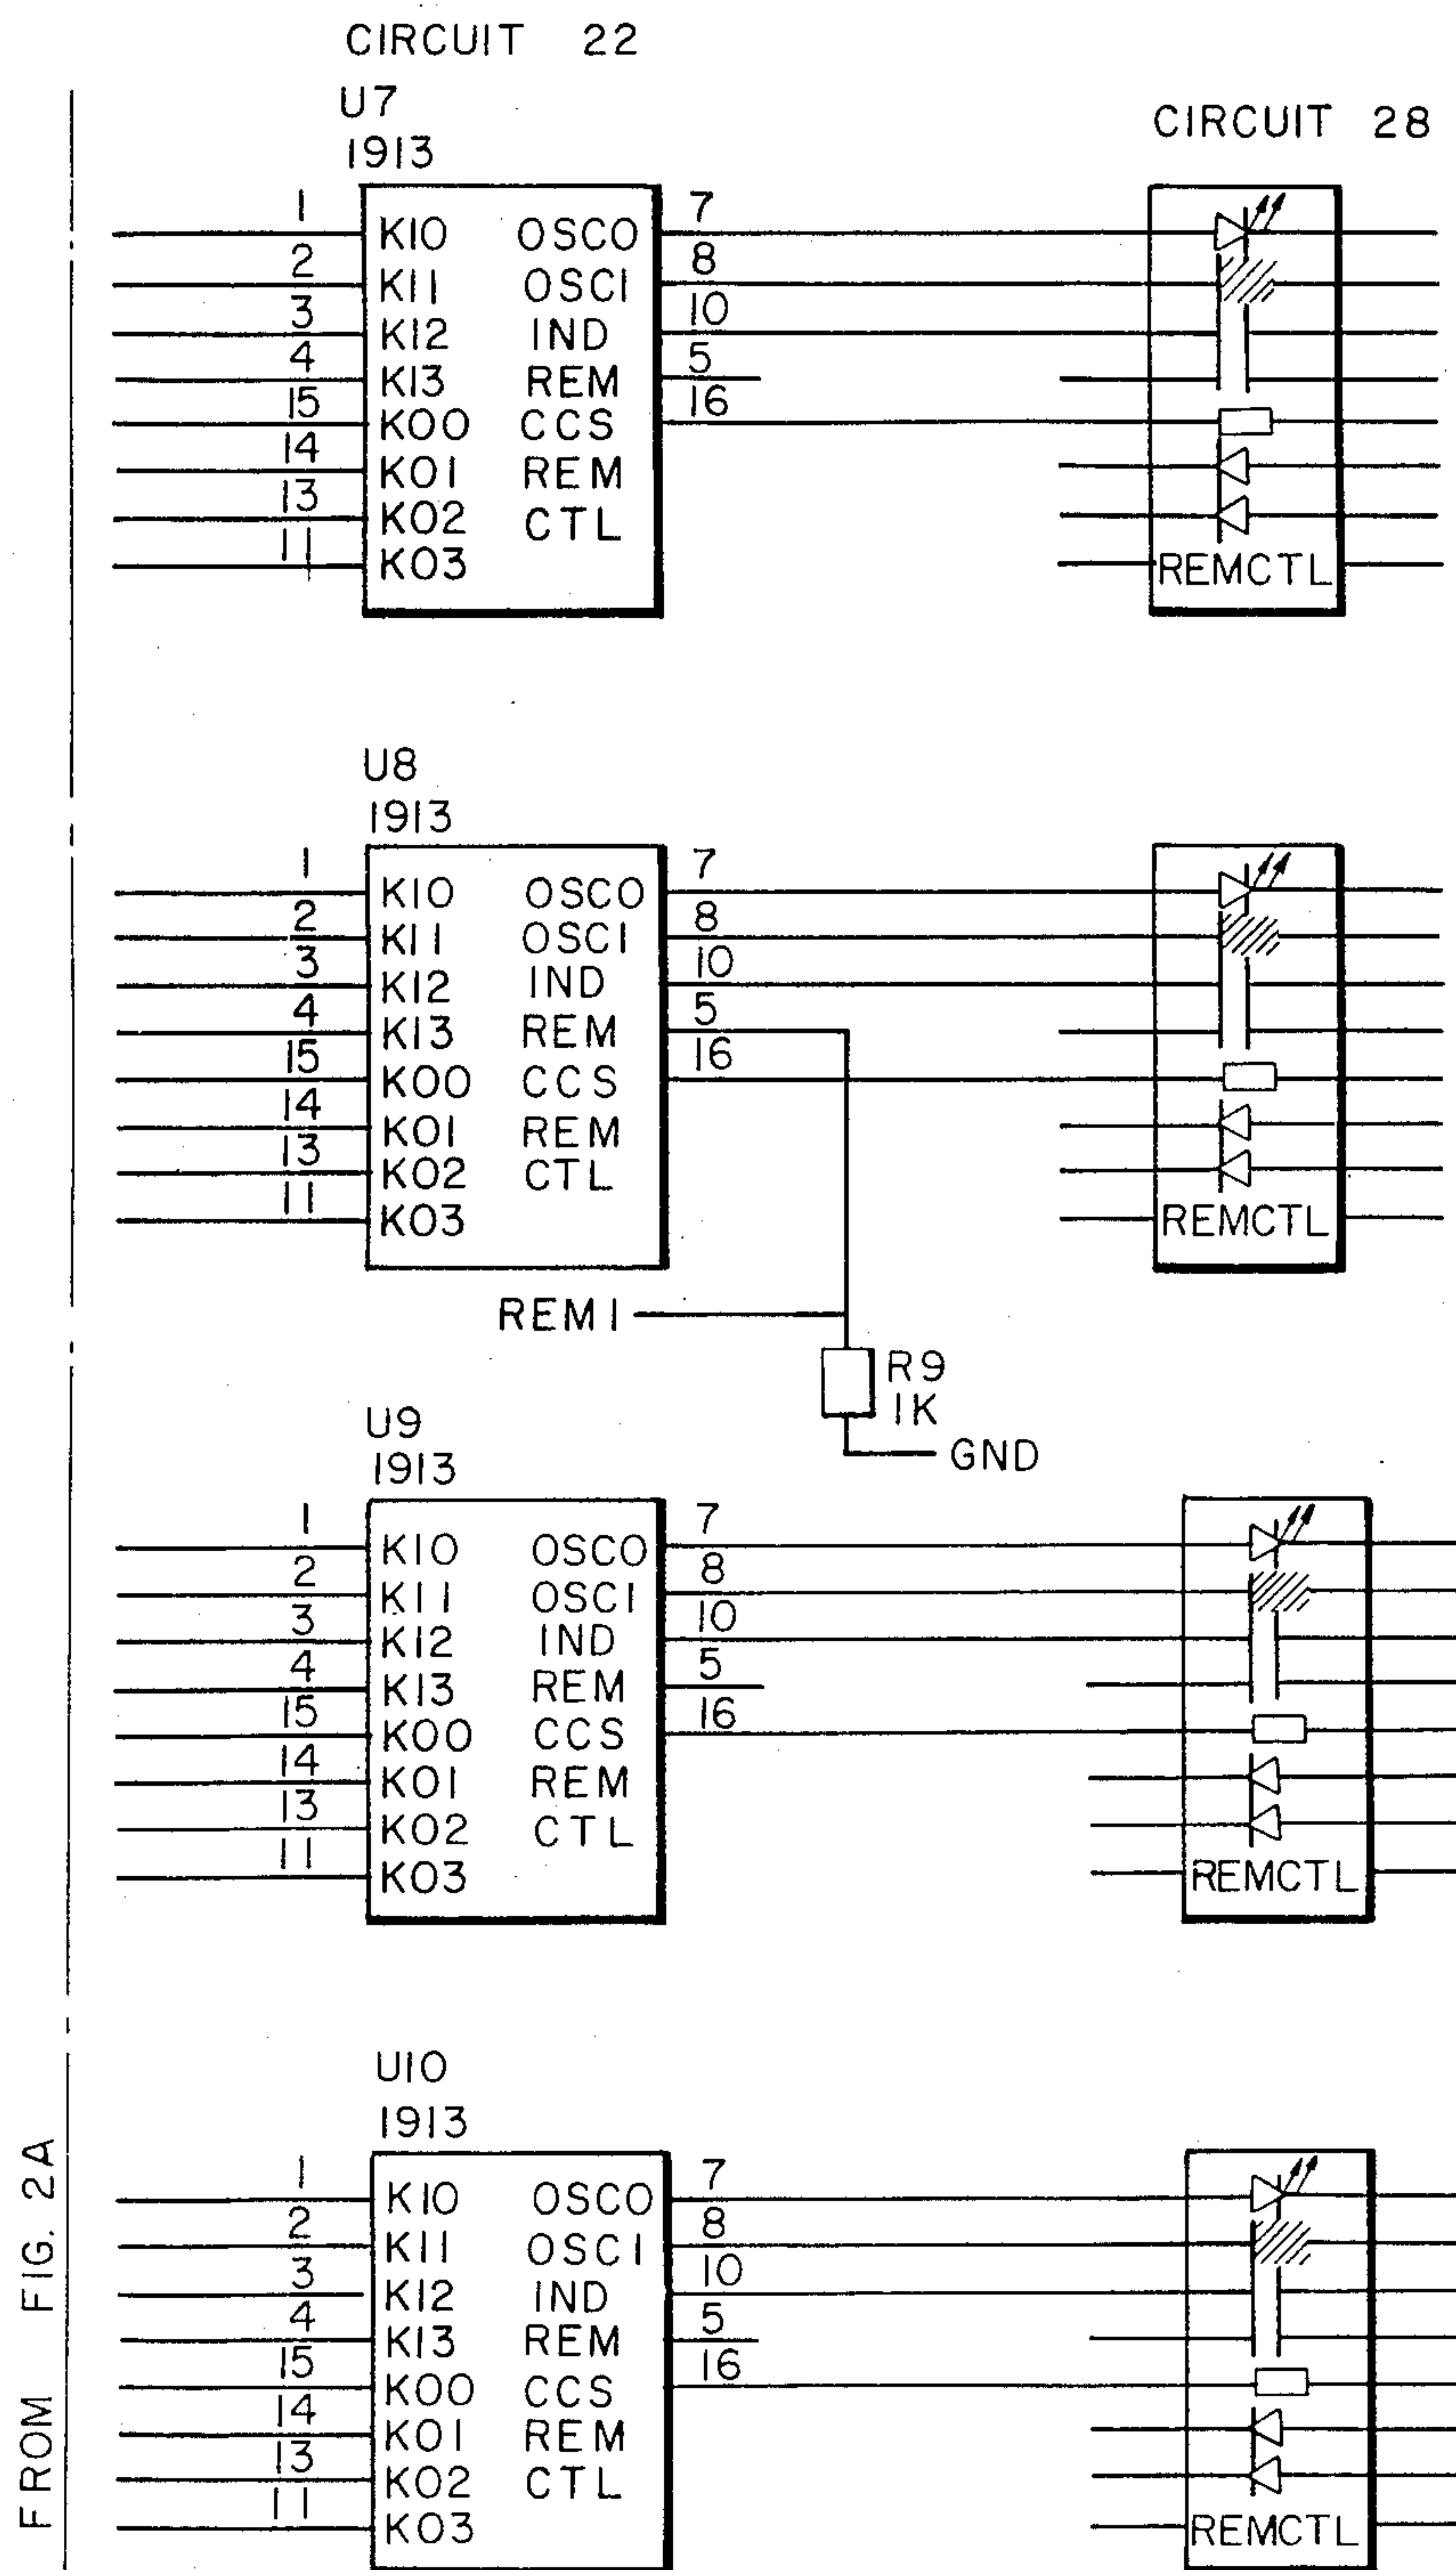 CIRCUIT 22
U7
1913
CIRCUIT 28
1 K10 OSCO 7
2 K11 OSCI 8
3 K12 IND 10
4 K13 REM 5
15 K00 CCS 16
14 K01 REM
13 K02 CTL
11 K03
REMCTL
U8
1913
1 K10 OSCO 7
2 K11 OSCI 8
3 K12 IND 10
4 K13 REM 5
15 K00 CCS 16
14 K01 REM
13 K02 CTL
11 K03
REMCTL
REM1
R9
1K
GND
U9
1913
1 K10 OSCO 7
2 K11 OSCI 8
3 K12 IND 10
4 K13 REM 5
15 K00 CCS 16
14 K01 REM
13 K02 CTL
11 K03
REMCTL
U10
1913
1 K10 OSCO 7
2 K11 OSCI 8
3 K12 IND 10
4 K13 REM 5
15 K00 CCS 16
14 K01 REM
13 K02 CTL
11 K03
REMCTL
FROM FIG. 2A